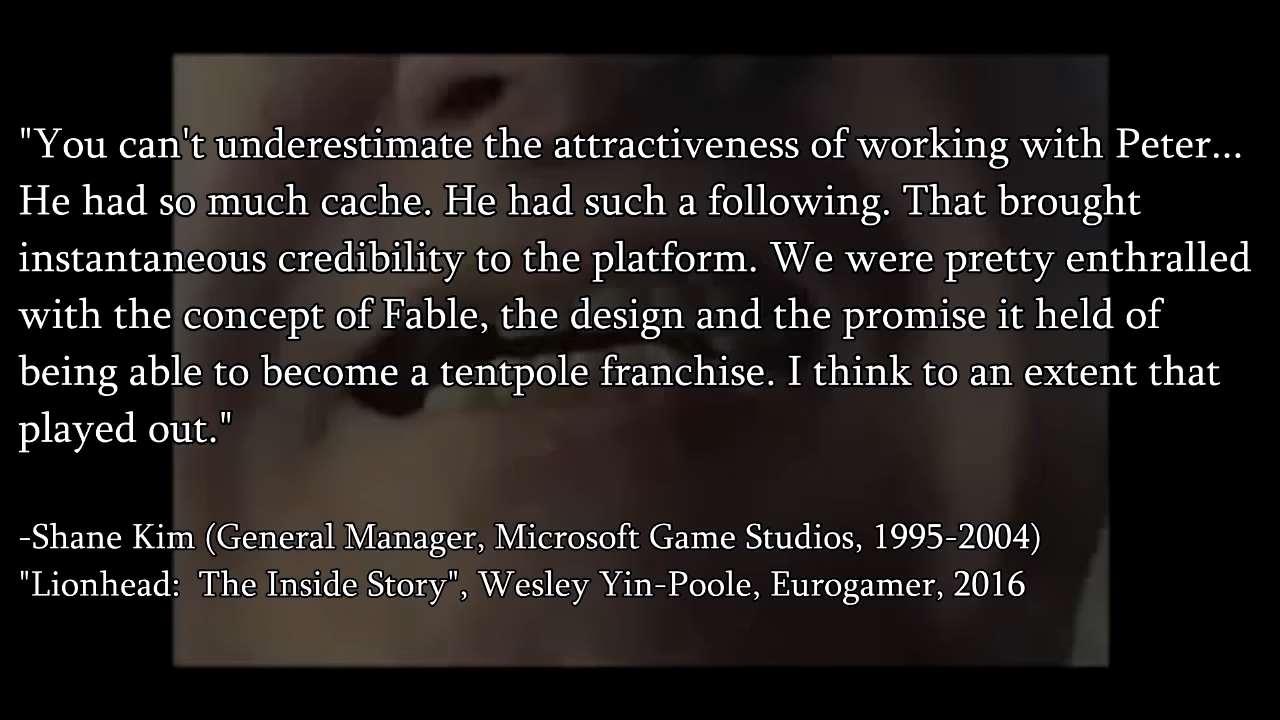 "You can't underestimate the attractiveness of working with Peter...
He had so much cache. He had such a following. That brought
instantaneous credibility to the platform. We were pretty enthralled
with the concept of Fable, the design and the promise it held of
being able to become a tentpole franchise. I think to an extent that
played out."
-Shane Kim (General Manager, Microsoft Game Studios, 1995-2004)
"Lionhead:  The Inside Story", Wesley Yin-Poole, Eurogamer, 2016